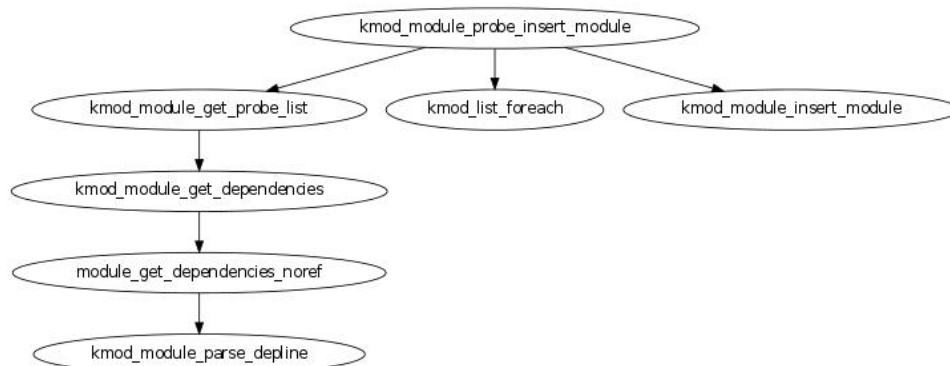 kmod_module_probe_insert_module
kmod_module_get_probe_list
kmod_list_foreach
kmod_module_insert_module
kmod_module_get_dependencies
module_get_dependencies_noref
kmod_module_parse_depline